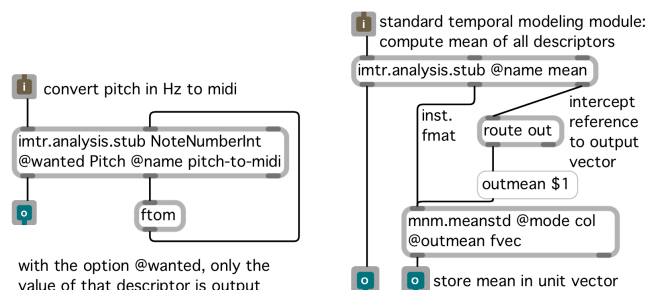 i
convert pitch in Hz to midi
imtr.analysis.stub NoteNumberInt
@wanted Pitch @name pitch-to-midi
o
ftom
with the option @wanted, only the
value of that descriptor is output
i
standard temporal modeling module:
compute mean of all descriptors
imtr.analysis.stub @name mean
inst.
fmat
route out
intercept
reference
to output
vector
outmean $1
mnm.meanstd @mode col
@outmean fvec
o
o
store mean in unit vector